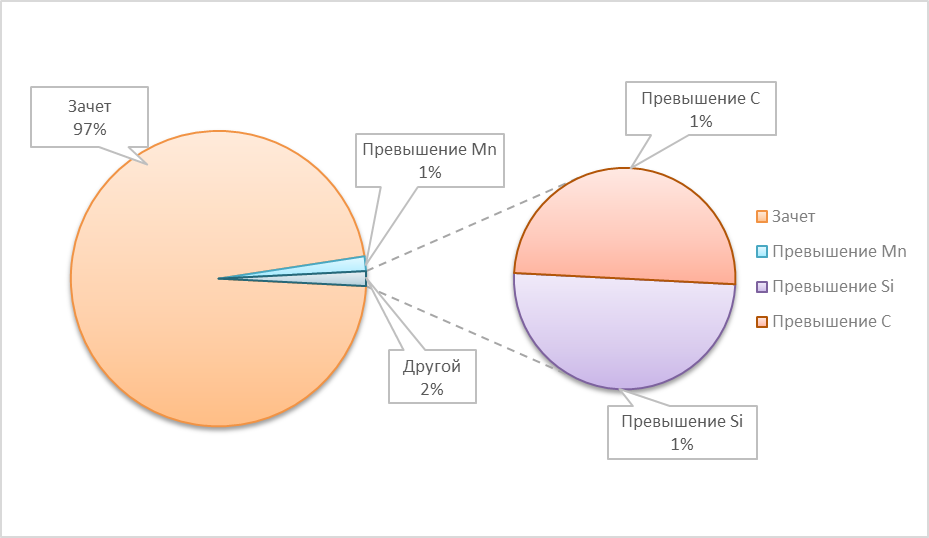 Зачет
97%
Превышение Mn
1%
Другой
2%
Превышение C
1%
Превышение Si
1%
Зачет
Превышение Mn
Превышение Si
Превышение C